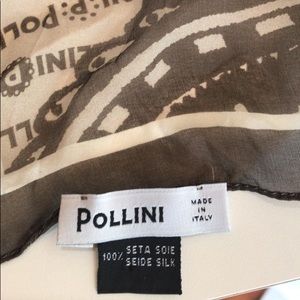 POLLINI
MADE
IN
ITALY
100% SETA SOIE
SEIDE SILK